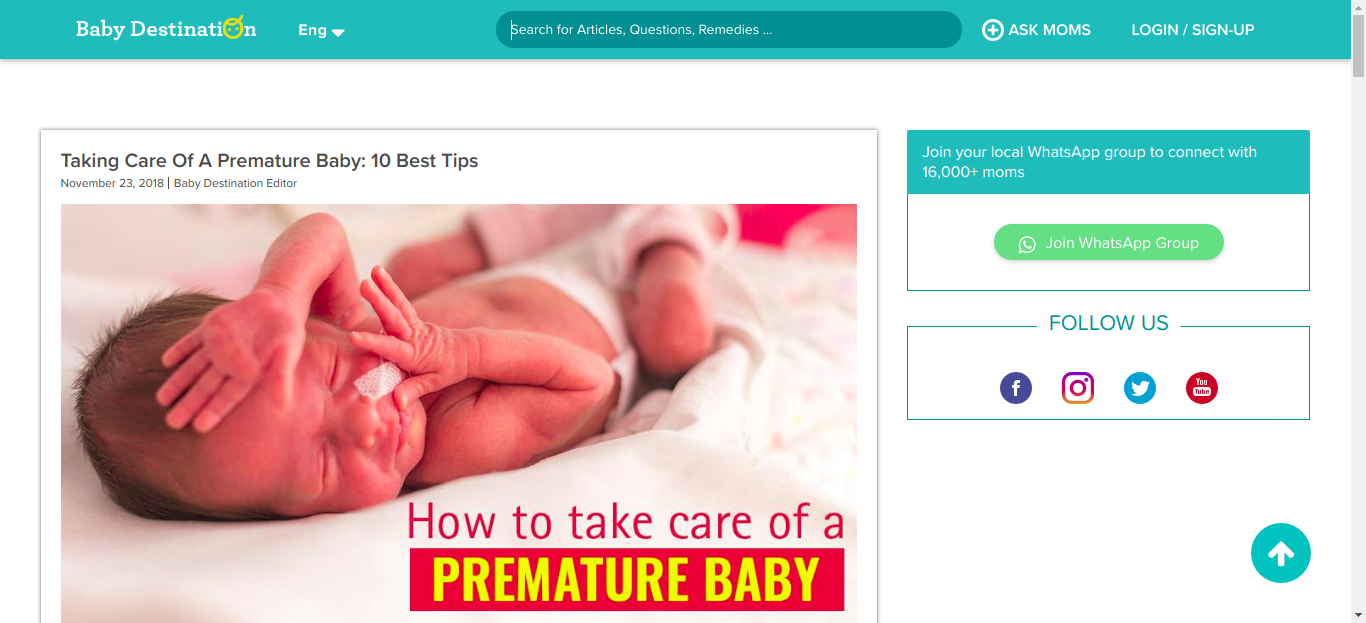 Baby Destination
Eng
Search for Articles, Questions, Remedies ...
ASK MOMS
LOGIN / SIGN-UP
Taking Care Of A Premature Baby: 10 Best Tips
November 23, 2018 | Baby Destination Editor
How to take care of a
PREMATURE BABY
Join your local WhatsApp group to connect with
16,000+ moms
Join WhatsApp Group
FOLLOW US
You
Tube